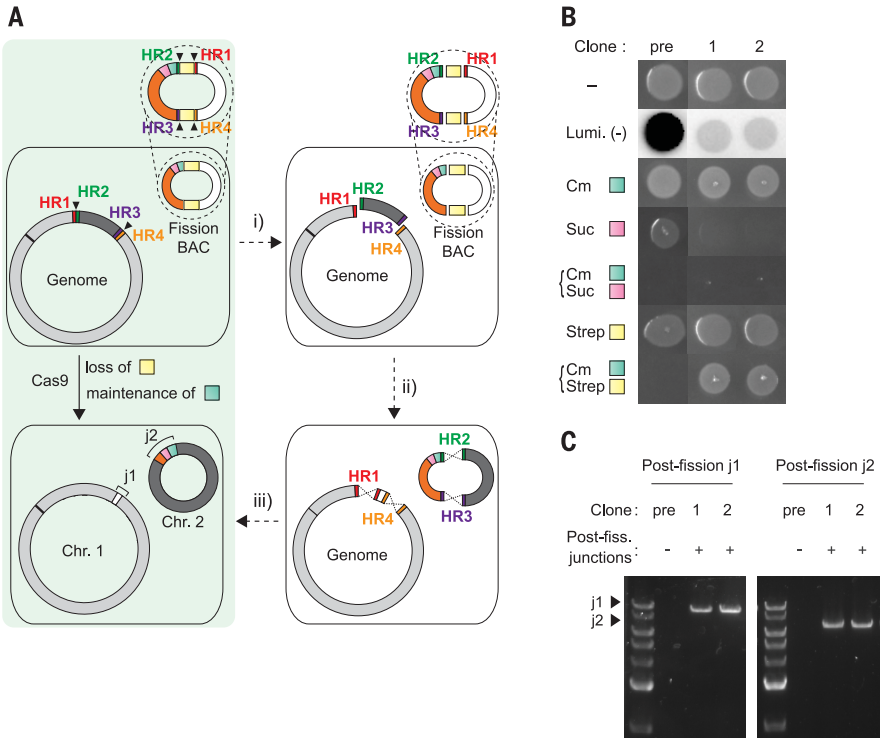 A
HR2
HR1
HR3
HR4
HR1
HR2
HR3
HR4
Fission
BAC
Genome
i)
HR2
HR1
HR3
HR4
HR1
HR2
HR3
HR4
Fission
BAC
Genome
Cas9
loss of
maintenance of
ii)
j2
j1
Chr. 2
Chr. 1
iii)
HR2
HR1
HR4
HR3
Genome
B
Clone : pre 1 2
–
Lumi. (-)
Cm
Suc
{ Cm
Suc
Strep
{ Cm
Strep
C
Post-fission j1 Post-fission j2
Clone : pre 1 2 pre 1 2
Post-fiss.
junctions : - + + - + +
j1
j2